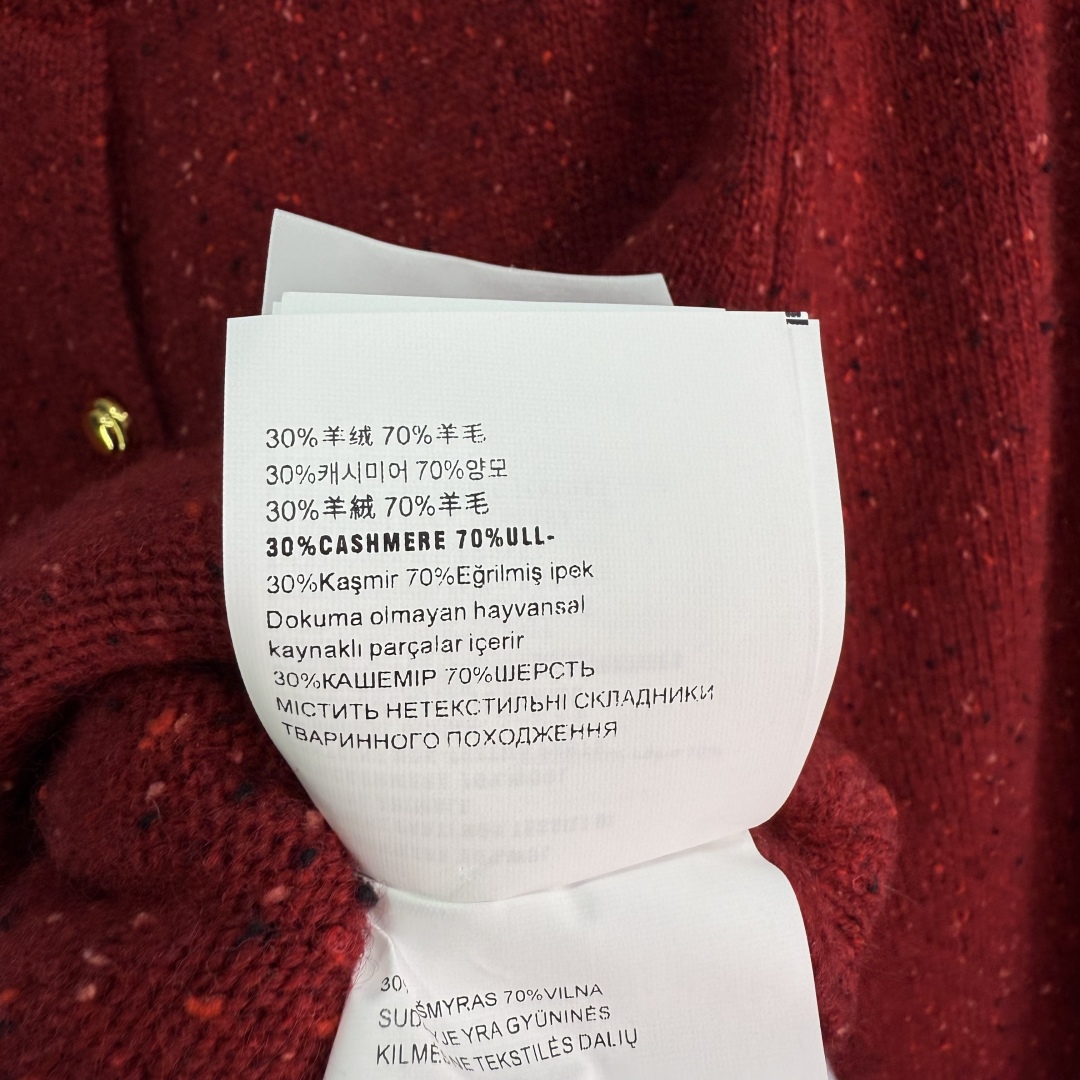 30%羊绒 70%羊毛
30%캐시미어 70%양모
30%羊絨 70%羊毛
30%CASHMERE 70%ULL-
30%Kaşmir 70%Eğrilmiş ipek
Dokuma olmayan hayvansal
kaynaklı parçalar içerir
30%КАШЕМІР 70%ШЕРСТЬ
МІСТИТЬ НЕТЕКСТИЛЬНІ СКЛАДНИКИ
ТВАРИННОГО ПОХОДЖЕННЯ
70%VILNA
YRA GYŪNINĖS
DALIŲ